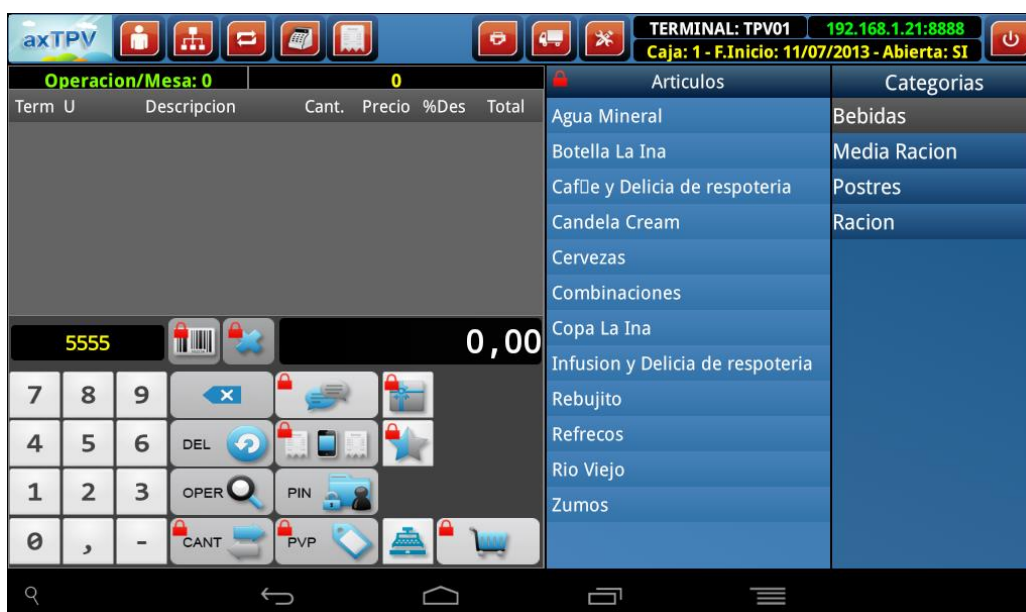 axTPV
TERMINAL: TPV01 192.168.1.21:8888
Caja: 1 - F.Inicio: 11/07/2013 - Abierta: SI
Operacion/Mesa: 0 0
Term U Descripcion Cant. Precio %Des Total
Articulos
Agua Mineral
Botella La Ina
Caf▯e y Delicia de respoteria
Candela Cream
Cervezas
Combinaciones
Copa La Ina
Infusion y Delicia de respoteria
Rebujito
Refrecos
Rio Viejo
Zumos
Categorias
Bebidas
Media Racion
Postres
Racion
5555 0,00
7 8 9
4 5 6 DEL
1 2 3 OPER PIN
0 , - CANT PVP